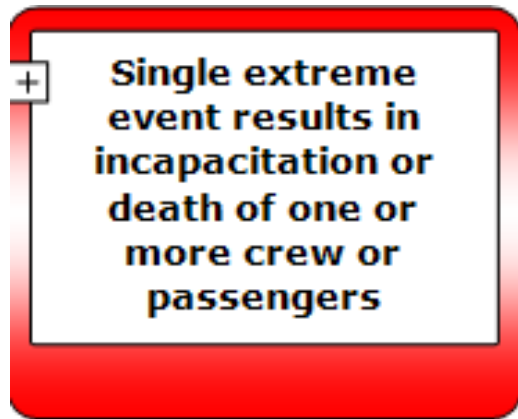 Single extreme
event results in
incapacitation or
death of one or
more crew or
passengers